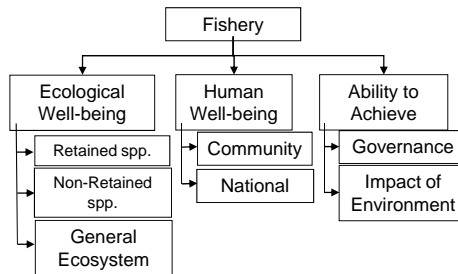 Fishery
Ecological
Well-being
Retained spp.
Non-Retained
spp.
General
Ecosystem
Human
Well-being
Community
National
Ability to
Achieve
Governance
Impact of
Environment